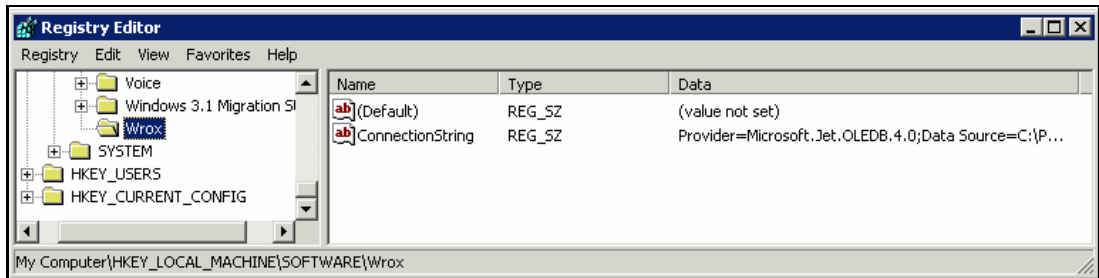 Registry Editor
Registry Edit View Favorites Help
Voice
Windows 3.1 Migration
Wrox
SYSTEM
HKEY_USERS
HKEY_CURRENT_CONFIG
Name Type Data
ab (Default) REG_SZ (value not set)
ab ConnectionString REG_SZ Provider=Microsoft.Jet.OLEDB.4.0;Data Source=C:\P...
My Computer\HKEY_LOCAL_MACHINE\SOFTWARE\Wrox